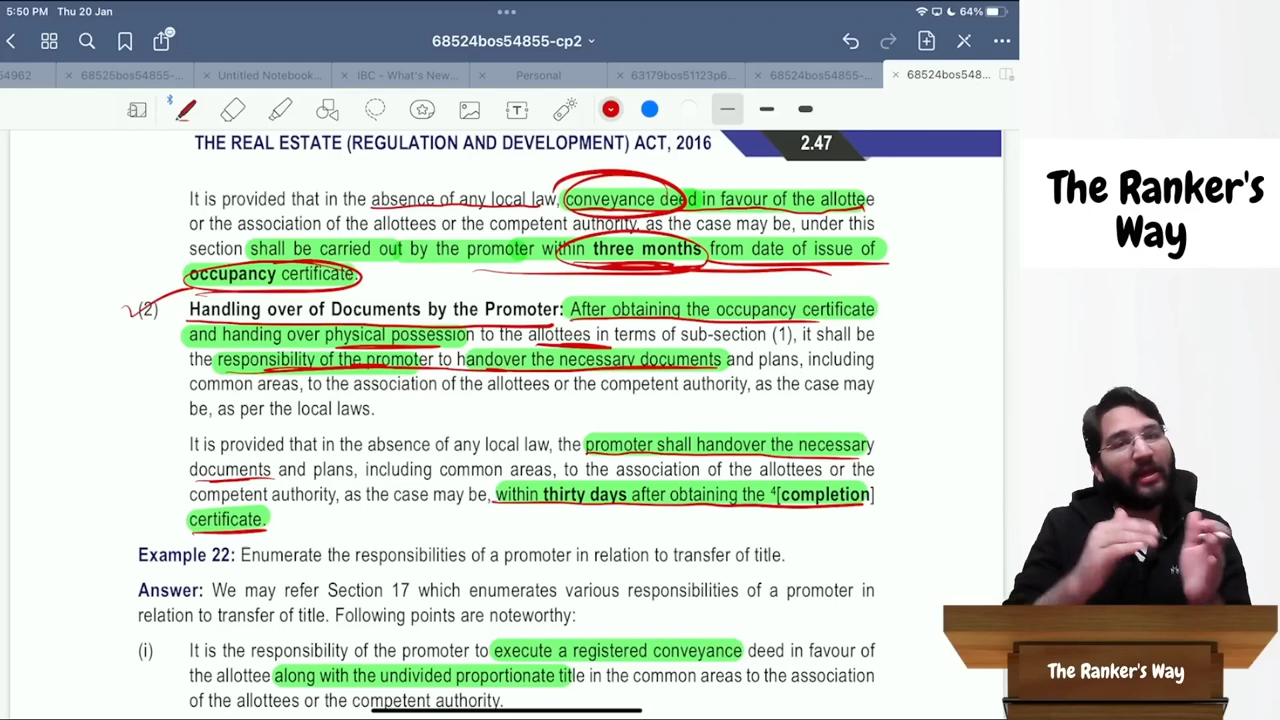 5:50 PM Thu 20 Jan
64%
68524bos54855-cp2
54962
68525bos54855-...
Untitled Notebook...
IBC - What's New...
Personal
63179bos51123p6...
68524bos54855-...
68524bos548...
THE REAL ESTATE (REGULATION AND DEVELOPMENT) ACT, 2016
2.47
It is provided that in the absence of any local law, conveyance deed in favour of the allottee
or the association of the allottees or the competent authority, as the case may be, under this
section shall be carried out by the promoter within three months from date of issue of
occupancy certificate.
(2) Handling over of Documents by the Promoter: After obtaining the occupancy certificate
and handing over physical possession to the allottees in terms of sub-section (1), it shall be
the responsibility of the promoter to handover the necessary documents and plans, including
common areas, to the association of the allottees or the competent authority, as the case may
be, as per the local laws.
It is provided that in the absence of any local law, the promoter shall handover the necessary
documents and plans, including common areas, to the association of the allottees or the
competent authority, as the case may be, within thirty days after obtaining the ⁴[completion]
certificate.
Example 22: Enumerate the responsibilities of a promoter in relation to transfer of title.
Answer: We may refer Section 17 which enumerates various responsibilities of a promoter in
relation to transfer of title. Following points are noteworthy:
(i) It is the responsibility of the promoter to execute a registered conveyance deed in favour of
the allottee along with the undivided proportionate title in the common areas to the association
of the allottees or the competent authority.
The Ranker's
Way
The Ranker's Way